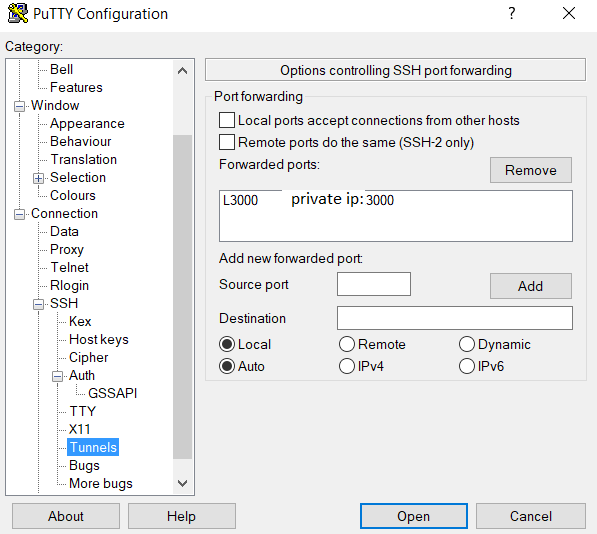 PuTTY Configuration
?
Category:
Bell
Features
Window
Appearance
Behaviour
Translation
Selection
Colours
Connection
Data
Proxy
Telnet
Rlogin
SSH
Kex
Host keys
Cipher
Auth
GSSAPI
TTY
X11
Tunnels
Bugs
More bugs
Options controlling SSH port forwarding
Port forwarding
Local ports accept connections from other hosts
Remote ports do the same (SSH-2 only)
Forwarded ports:
Remove
L3000 private ip:3000
Add new forwarded port:
Source port
Add
Destination
Local Remote Dynamic
Auto IPv4 IPv6
About Help Open Cancel